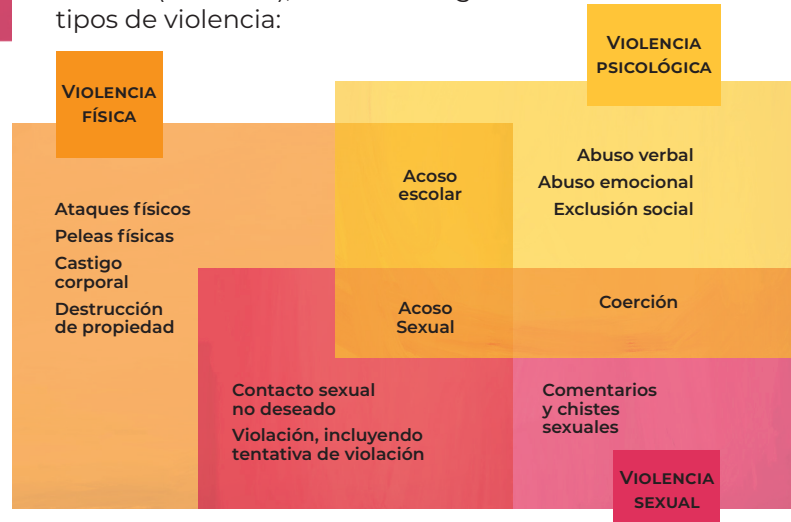 tipos de violencia:
VIOLENCIA
PSICOLÓGICA
VIOLENCIA
FÍSICA
Acoso
escolar
Abuso verbal
Abuso emocional
Exclusión social
Ataques físicos
Peleas físicas
Castigo
corporal
Destrucción
de propiedad
Acoso
Sexual
Coerción
Contacto sexual
no deseado
Violación, incluyendo
tentativa de violación
Comentarios
y chistes
sexuales
VIOLENCIA
SEXUAL